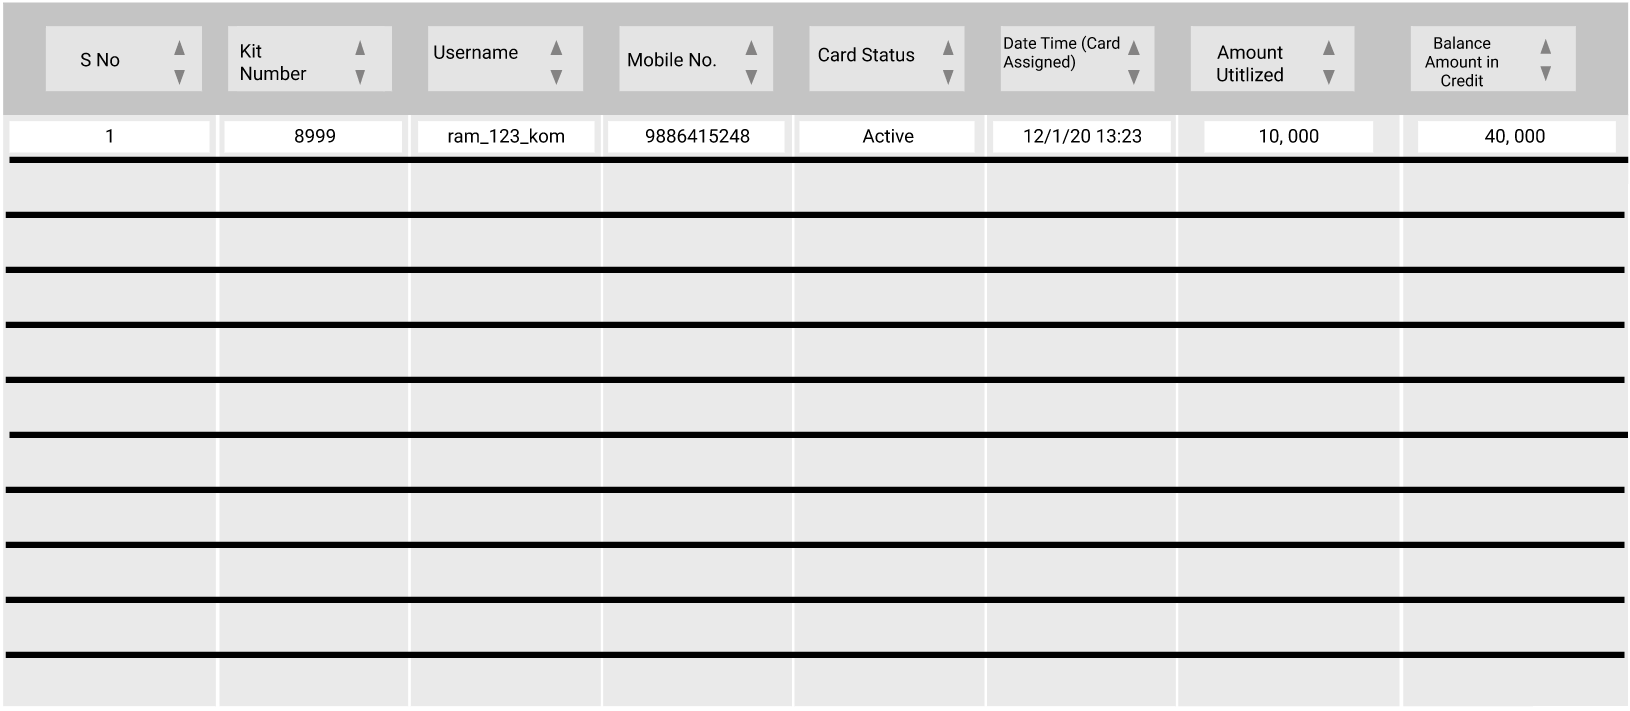 S No
Kit
Number
Username
Mobile No.
Card Status
Date Time (Card
Assigned)
Amount
Utitlized
Balance
Amount in
Credit
1
8999
ram_123_kom
9886415248
Active
12/1/20 13:23
10, 000
40, 000